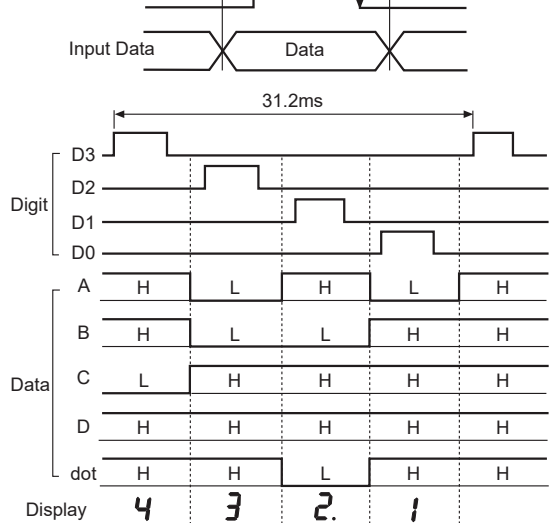 Input Data Data
31.2ms
D3
D2
Digit
D1
D0
A H L H L H
B H L L H H
Data C L H H H H
D H H H H H
dot H H L H H
Display 4 3 2. 1